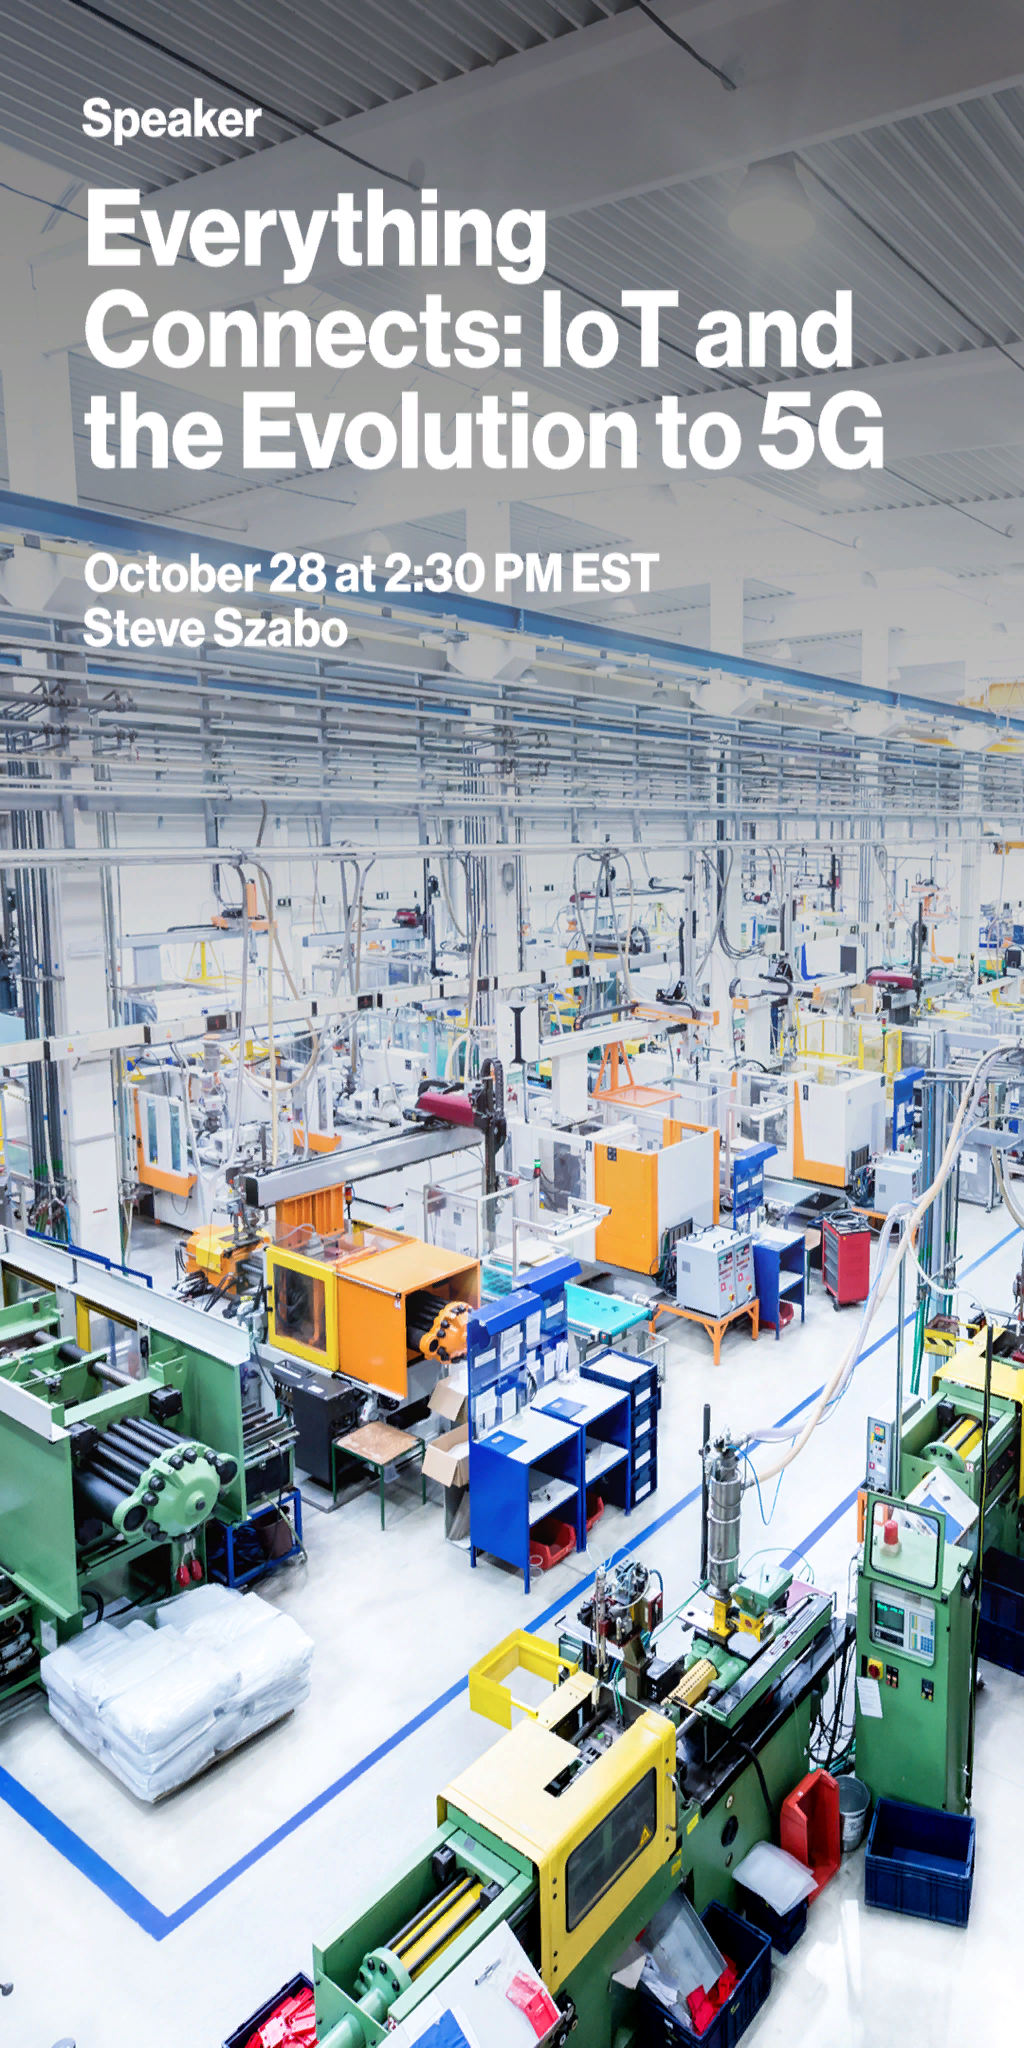 Speaker
Everything
Connects: IoT and
the Evolution to 5G
October 28 at 2:30 PM EST
Steve Szabo